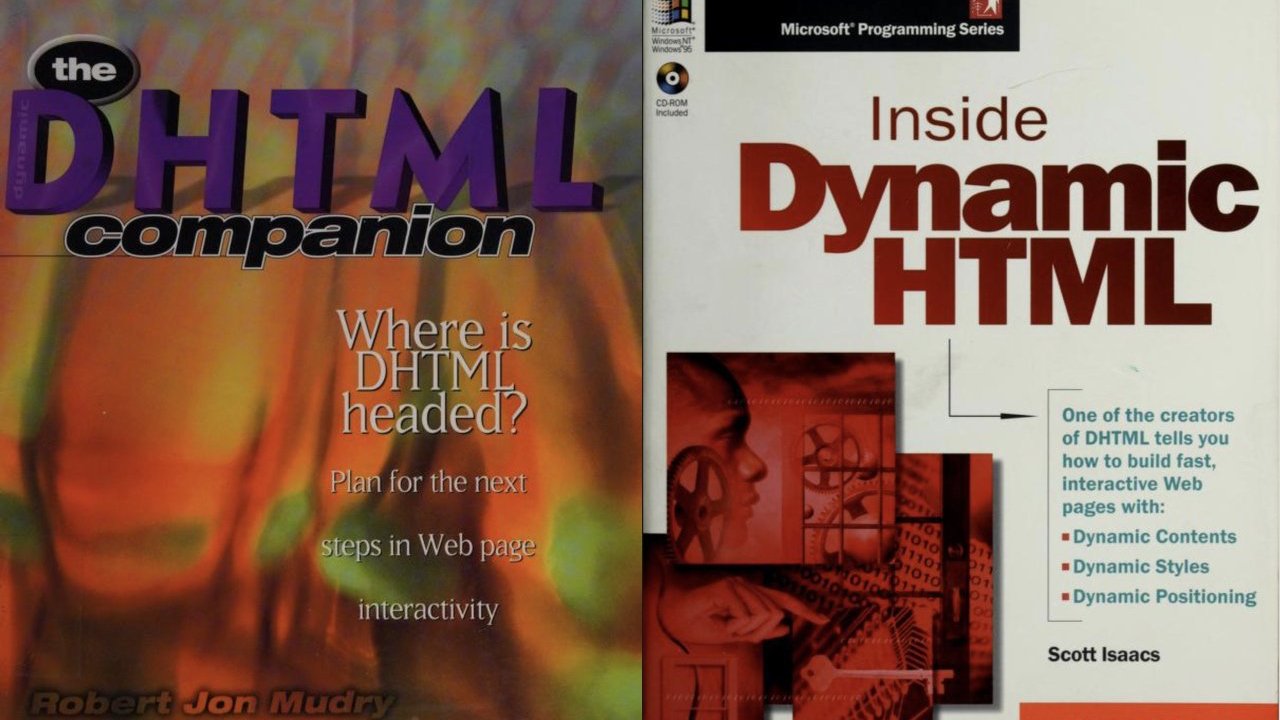 the
DHTML
dynamic
companion
Where is
DHTML
headed?
Plan for the next
steps in Web page
interactivity
Robert Jon Mudry
Microsoft®
Windows NT®
Windows®95
CD-ROM
Included
Microsoft® Programming Series
Inside
Dynamic
HTML
One of the creators
of DHTML tells you
how to build fast,
interactive Web
pages with:
▪ Dynamic Contents
▪ Dynamic Styles
▪ Dynamic Positioning
Scott Isaacs